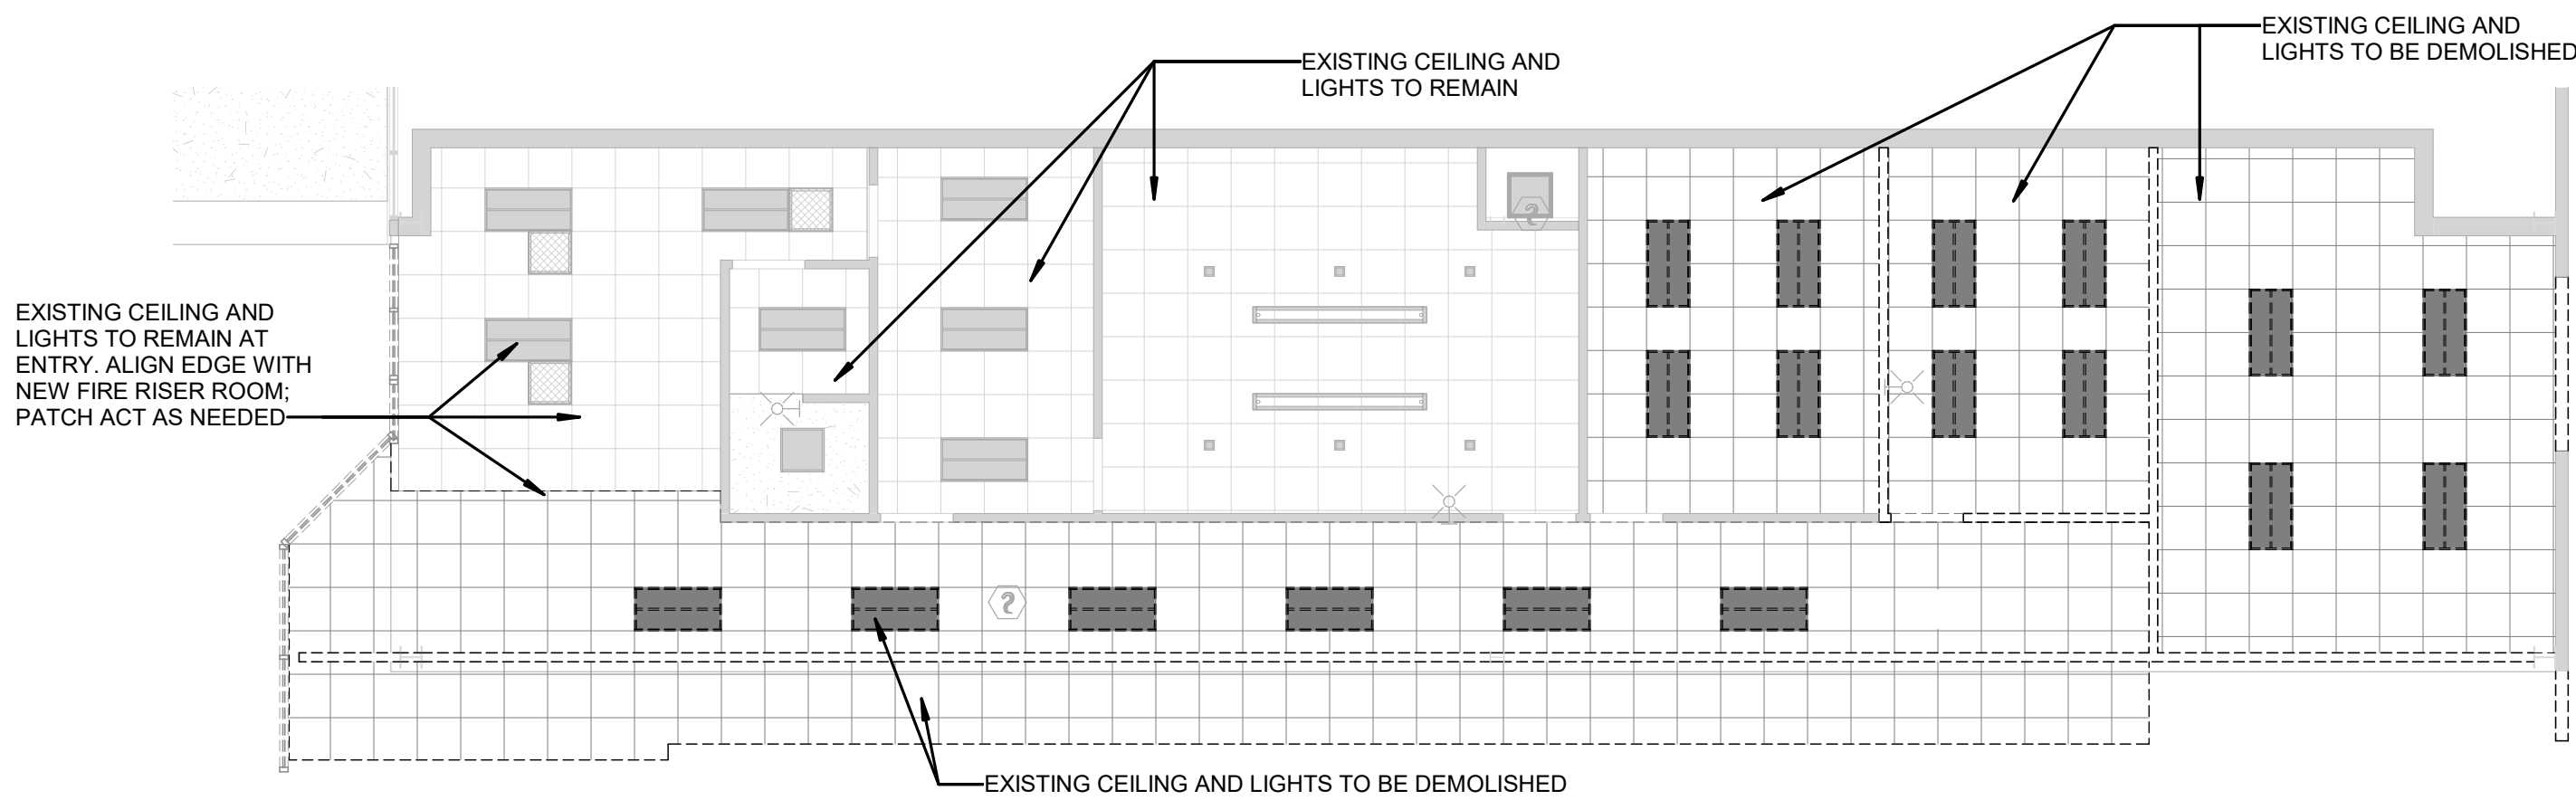 EXISTING CEILING AND
LIGHTS TO BE DEMOLISHED
EXISTING CEILING AND
LIGHTS TO REMAIN
EXISTING CEILING AND
LIGHTS TO REMAIN AT
ENTRY. ALIGN EDGE WITH
NEW FIRE RISER ROOM;
PATCH ACT AS NEEDED
EXISTING CEILING AND LIGHTS TO BE DEMOLISHED